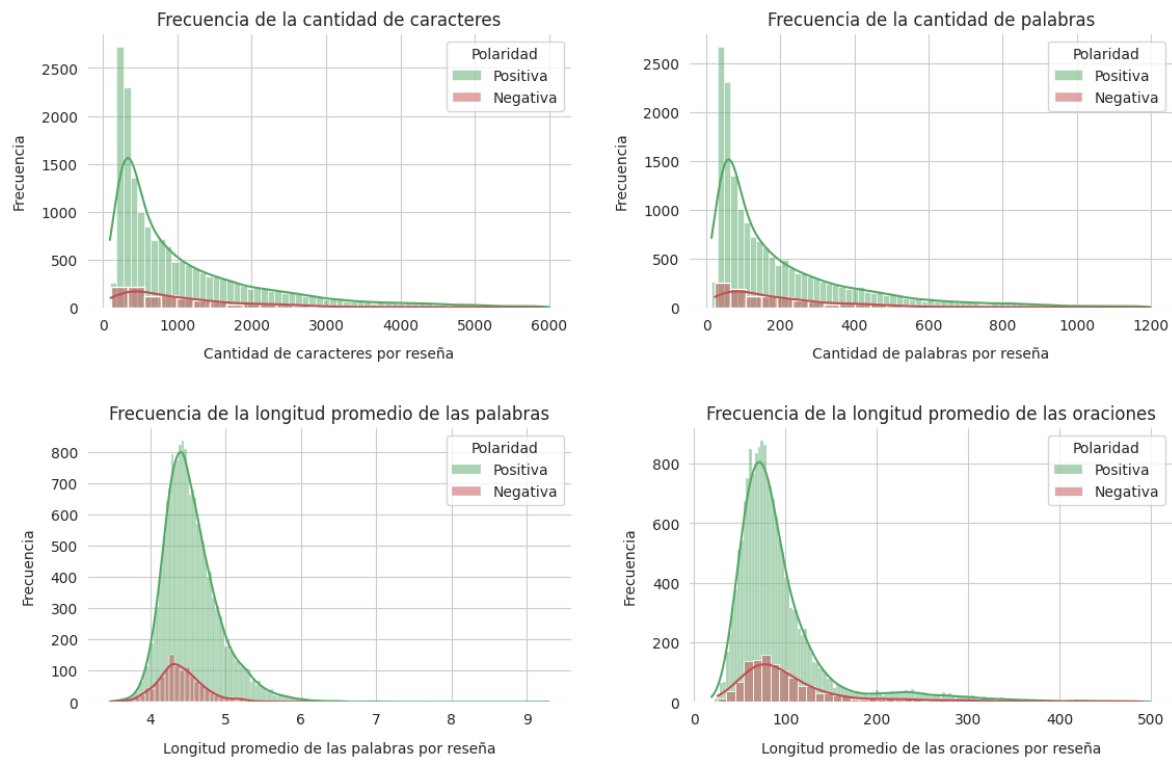 Frecuencia de la cantidad de caracteres
Polaridad
Positiva
Negativa
Frecuencia
2500
2000
1500
1000
500
0
0 1000 2000 3000 4000 5000 6000
Cantidad de caracteres por reseña
Frecuencia de la cantidad de palabras
Polaridad
Positiva
Negativa
Frecuencia
2500
2000
1500
1000
500
0
0 200 400 600 800 1000 1200
Cantidad de palabras por reseña
Frecuencia de la longitud promedio de las palabras
Polaridad
Positiva
Negativa
Frecuencia
800
700
600
500
400
300
200
100
0
4 5 6 7 8 9
Longitud promedio de las palabras por reseña
Frecuencia de la longitud promedio de las oraciones
Polaridad
Positiva
Negativa
Frecuencia
800
600
400
200
0
0 100 200 300 400 500
Longitud promedio de las oraciones por reseña